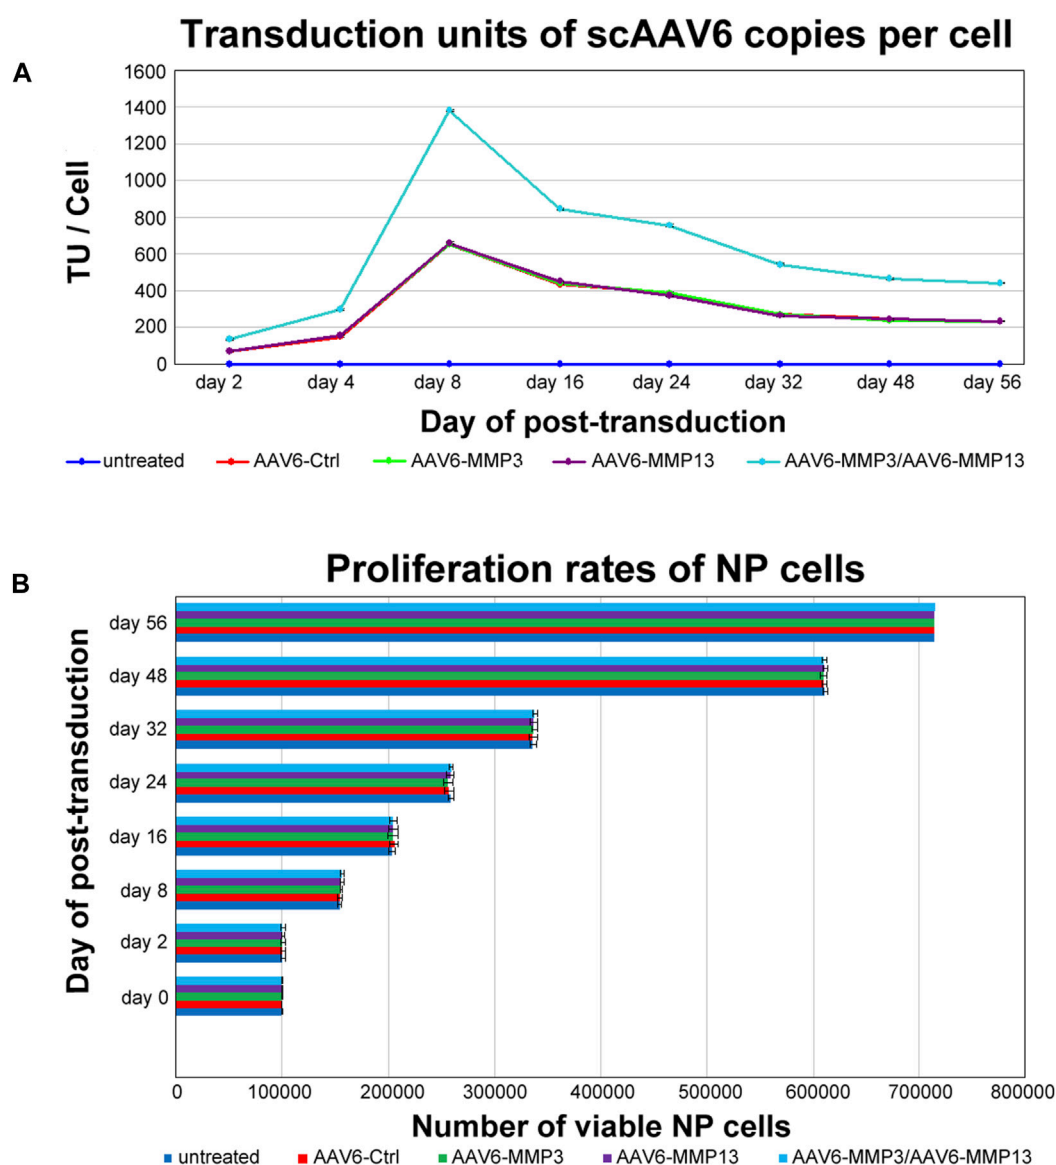 Transduction units of scAAV6 copies per cell
A
1600
1400
1200
1000
800
600
400
200
0
TU / Cell
day 2 day 4 day 8 day 16 day 24 day 32 day 48 day 56
Day of post-transduction
untreated AAV6-Ctrl AAV6-MMP3 AAV6-MMP13 AAV6-MMP3/AAV6-MMP13
B
Proliferation rates of NP cells
day 56
day 48
day 32
day 24
day 16
day 8
day 2
day 0
Day of post-transduction
0 100000 200000 300000 400000 500000 600000 700000 800000
Number of viable NP cells
untreated AAV6-Ctrl AAV6-MMP3 AAV6-MMP13 AAV6-MMP3/AAV6-MMP13